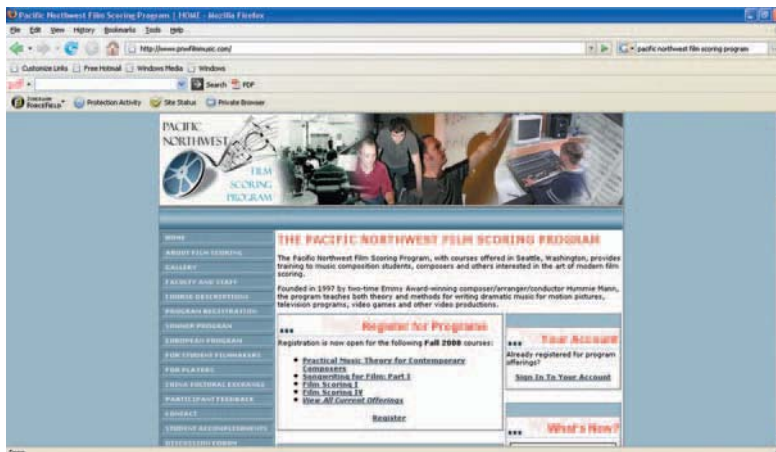 Pacific Northwest Film Scoring Program | HOME - Mozilla Firefox
File Edit View History Bookmarks Tools Help
http://www.pnwfilmmusic.com/
pacific northwest film scoring program
Customize Links Free Hotmail Windows Media Windows
Search PDF
FORCEFIELD Protection Activity Site Status Private Browser
PACIFIC
NORTHWEST
FILM
SCORING
PROGRAM
HOME
ABOUT FILM SCORING
GALLERY
FACULTY AND STAFF
COURSE DESCRIPTIONS
PROGRAM REGISTRATION
SUMMER PROGRAM
EUROPEAN PROGRAM
FOR STUDENT FILMMAKERS
FOR PLAYERS
CHINA CULTURAL EXCHANGE
PARTICIPANT FEEDBACK
CONTACT
STUDENT ACCOMPLISHMENTS
DISCUSSION FORUM
THE PACIFIC NORTHWEST FILM SCORING PROGRAM
The Pacific Northwest Film Scoring Program, with courses offered in Seattle, Washington, provides
training to music composition students, composers and others interested in the art of modern film
scoring.
Founded in 1997 by two-time Emmy Award-winning composer/arranger/conductor Hummie Mann,
the program teaches both theory and methods for writing dramatic music for motion pictures,
television programs, video games and other video productions.
... Register for Programs
Registration is now open for the following Fall 2008 courses:
• Practical Music Theory for Contemporary
Composers
• Songwriting for Film: Part I
• Film Scoring I
• Film Scoring IV
• View All Current Offerings
Register
... Your Account
Already registered for program
offerings?
Sign In To Your Account
... What's New?